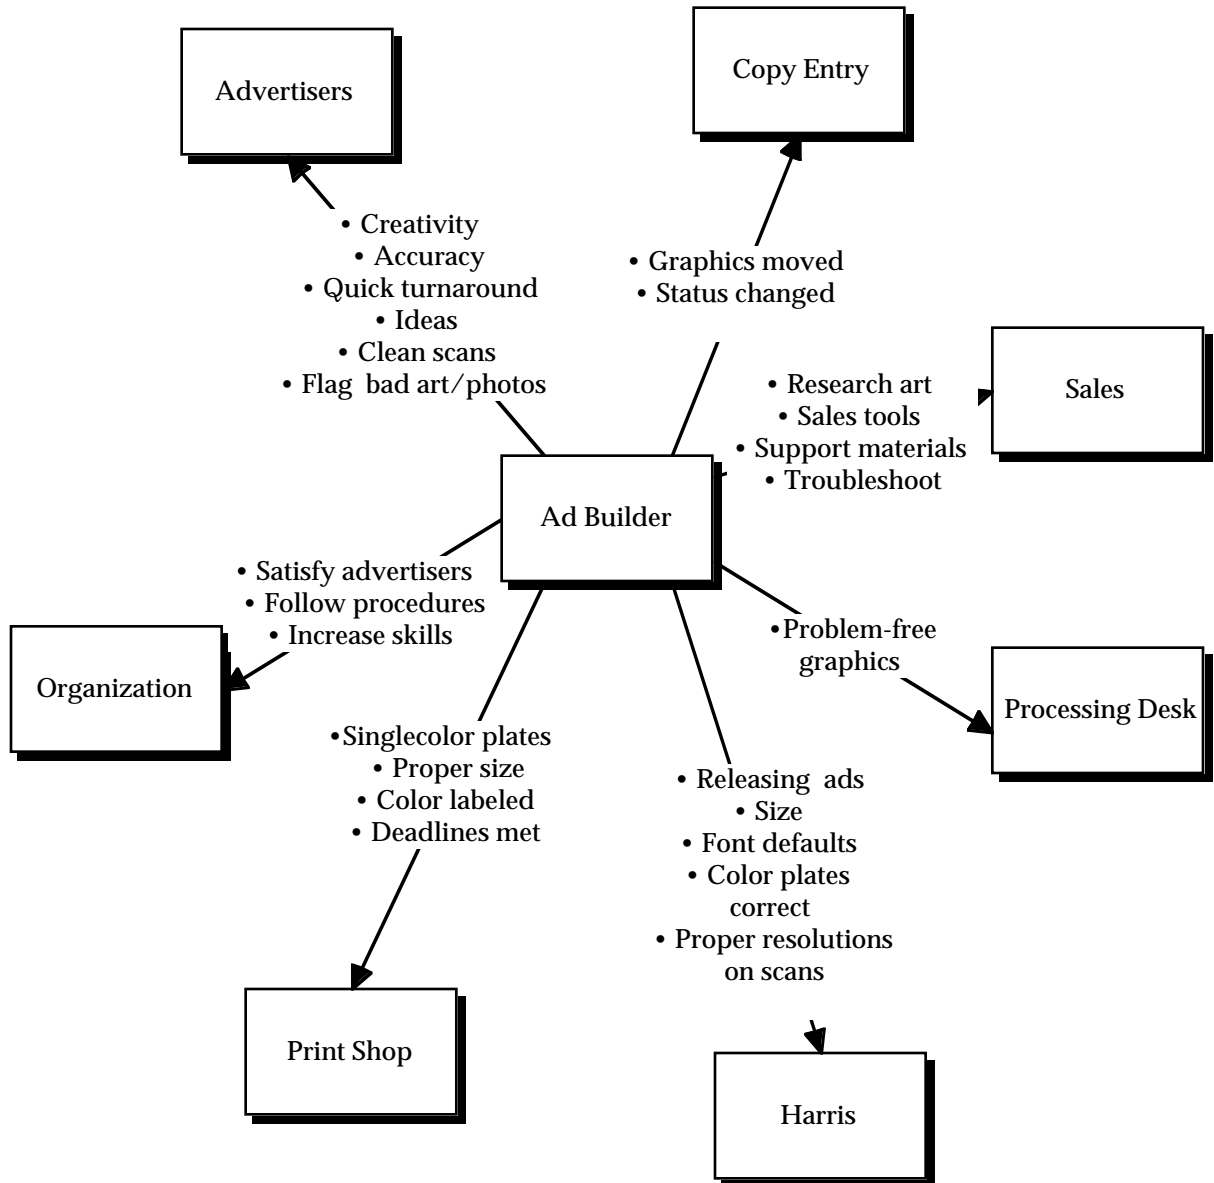 Copy Entry
Advertisers
• Creativity
• Accuracy
• Quick turnaround
• Ideas
• Clean scans
• Flag  bad art/photos
• Graphics moved
• Status changed
• Research art
• Sales tools
• Support materials
• Troubleshoot
Sales
Ad Builder
• Satisfy advertisers
• Follow procedures
• Increase skills
Organization
•Problem-free
graphics
Processing Desk
•Singlecolor plates
• Proper size
• Color labeled
• Deadlines met
• Releasing  ads
• Size
• Font defaults
• Color plates
correct
• Proper resolutions
on scans
Print Shop
Harris